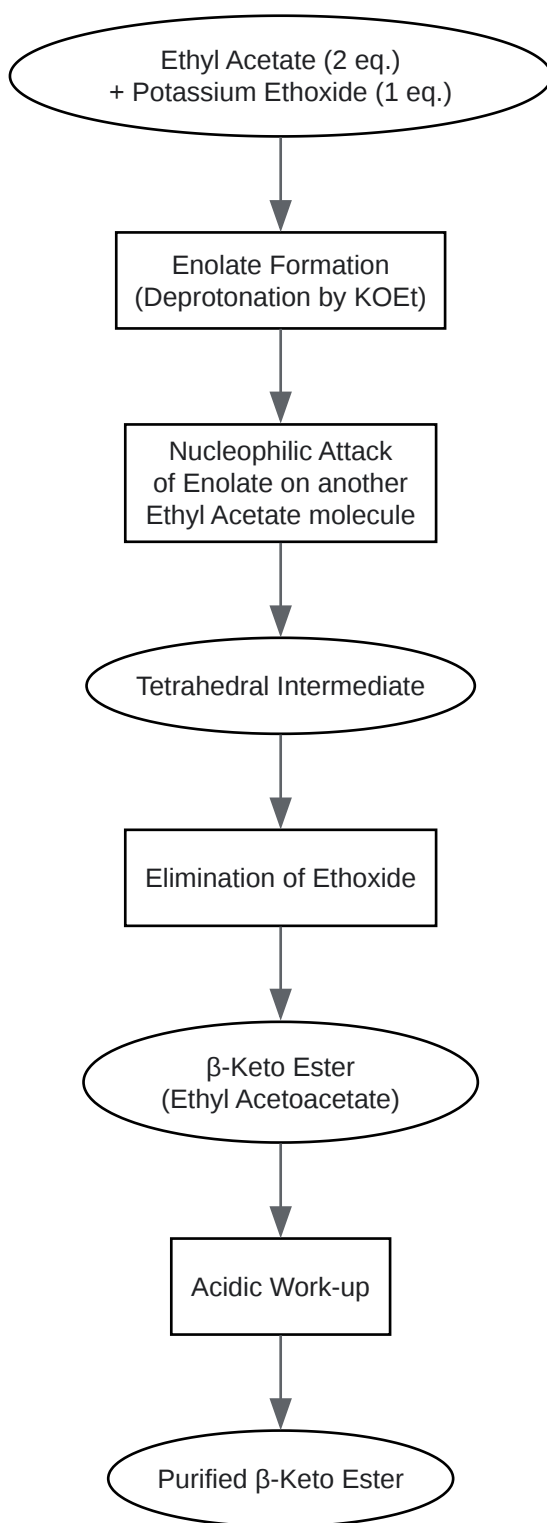 Ethyl Acetate (2 eq.)
+ Potassium Ethoxide (1 eq.)
Enolate Formation
(Deprotonation by KOEt)
Nucleophilic Attack
of Enolate on another
Ethyl Acetate molecule
Tetrahedral Intermediate
Elimination of Ethoxide
β-Keto Ester
(Ethyl Acetoacetate)
Acidic Work-up
Purified β-Keto Ester